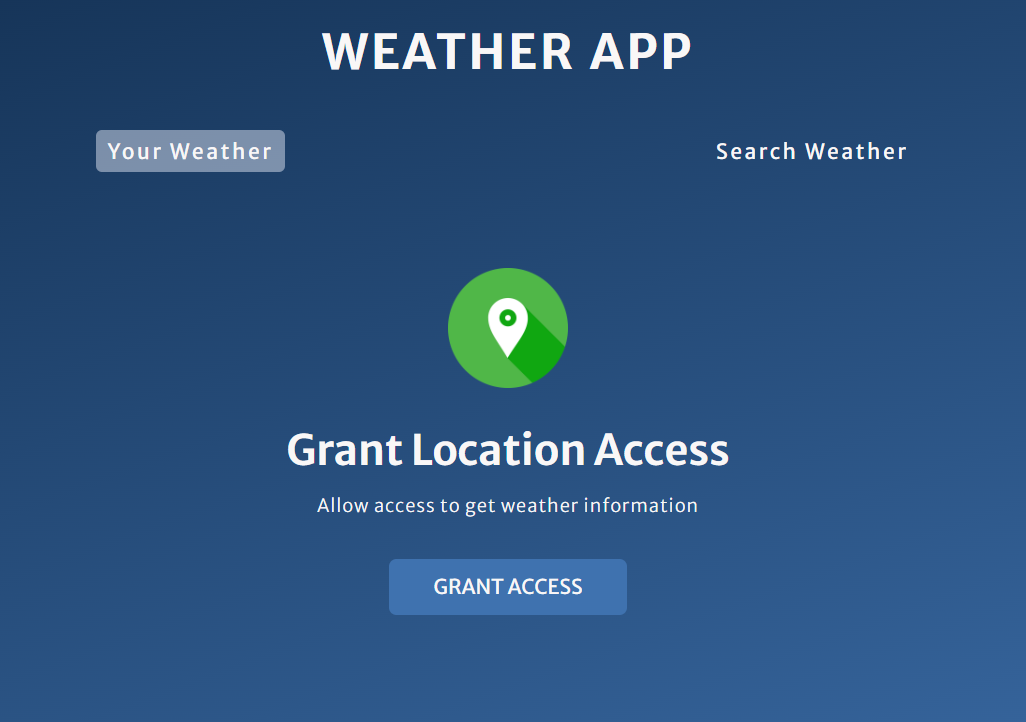 WEATHER APP
Your Weather
Search Weather
Grant Location Access
Allow access to get weather information
GRANT ACCESS